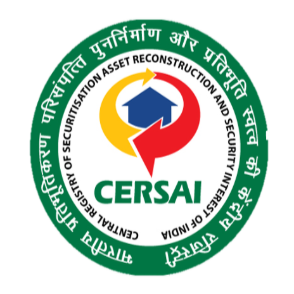 भारतीय प्रतिभूतिकरण परिसंपत्ति पुनर्निर्माण और प्रतिभूति स्वत्व की केंद्रीय रजिस्ट्री
CENTRAL REGISTRY OF SECURITISATION ASSET RECONSTRUCTION AND SECURITY INTEREST OF INDIA
CERSAI